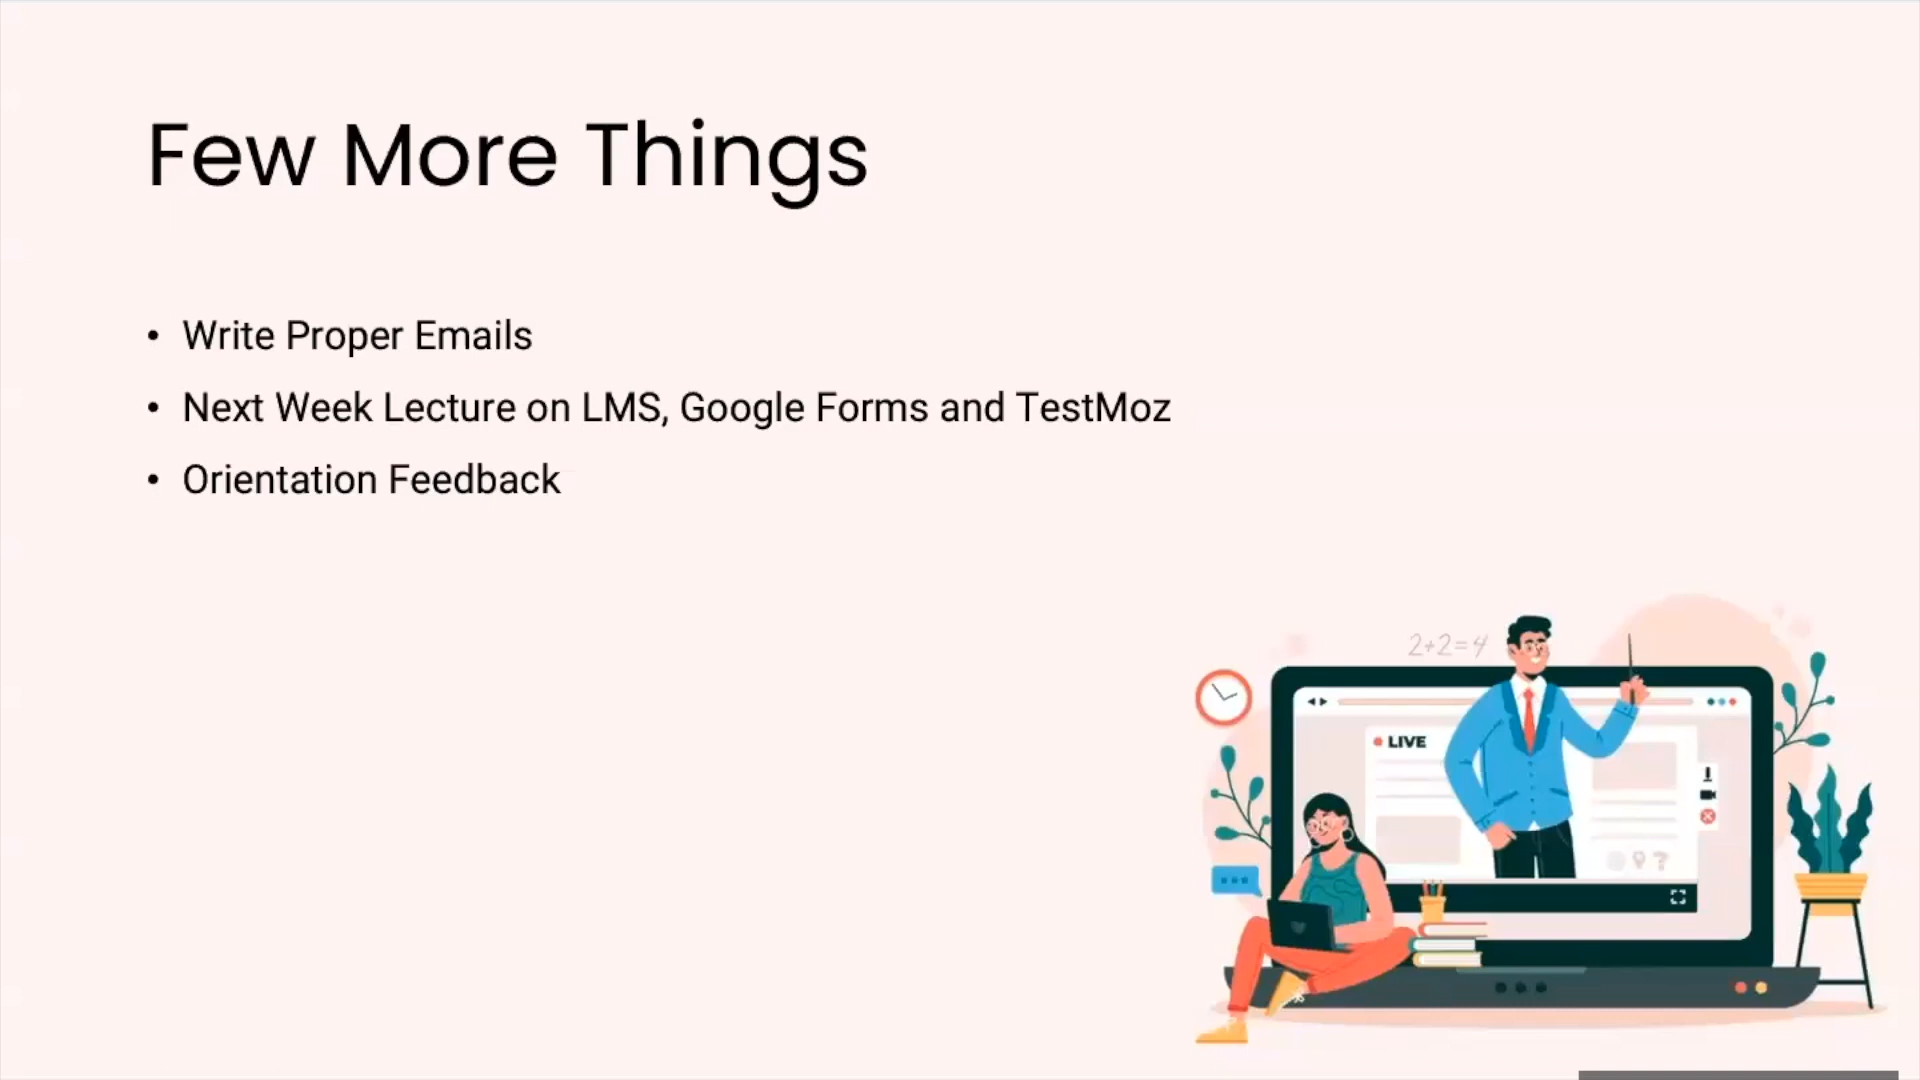 Few More Things
• Write Proper Emails
• Next Week Lecture on LMS, Google Forms and TestMoz
• Orientation Feedback
2+2=4
LIVE
?